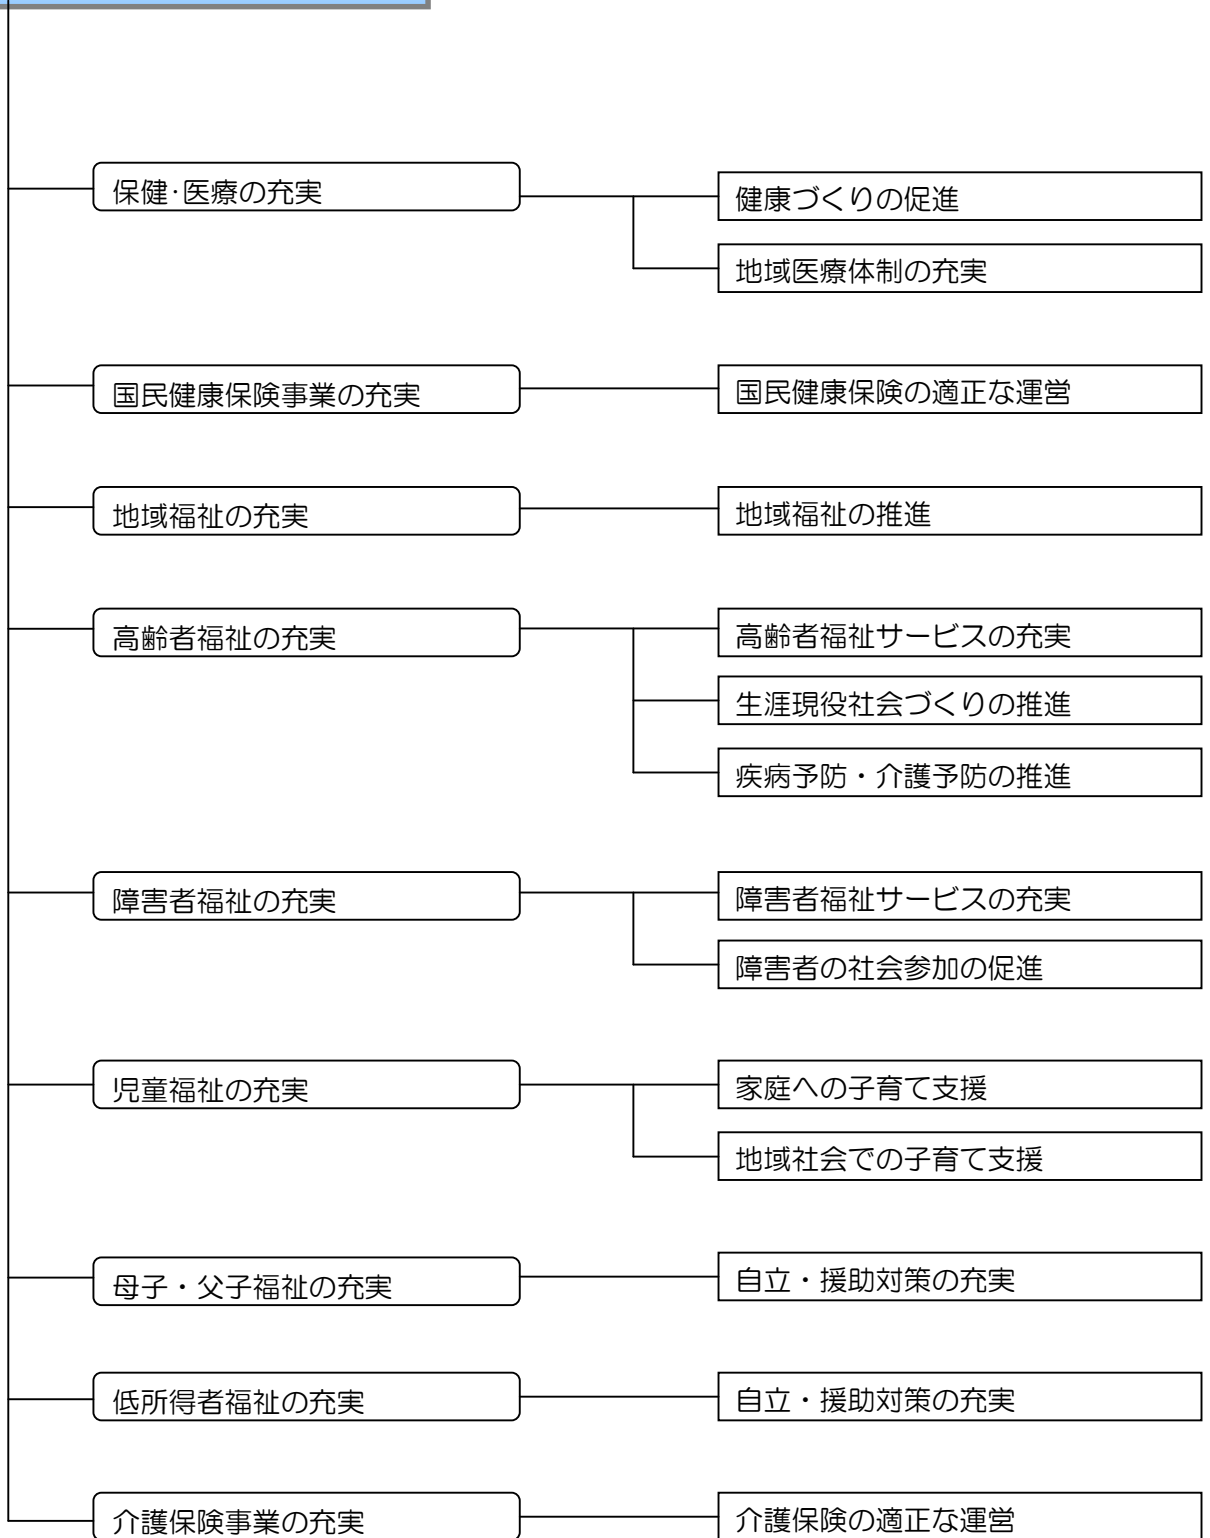 保健・医療の充実
健康づくりの促進
地域医療体制の充実
国民健康保険事業の充実
国民健康保険の適正な運営
地域福祉の充実
地域福祉の推進
高齢者福祉の充実
高齢者福祉サービスの充実
生涯現役社会づくりの推進
疾病予防・介護予防の推進
障害者福祉の充実
障害者福祉サービスの充実
障害者の社会参加の促進
児童福祉の充実
家庭への子育て支援
地域社会での子育て支援
母子・父子福祉の充実
自立・援助対策の充実
低所得者福祉の充実
自立・援助対策の充実
介護保険事業の充実
介護保険の適正な運営